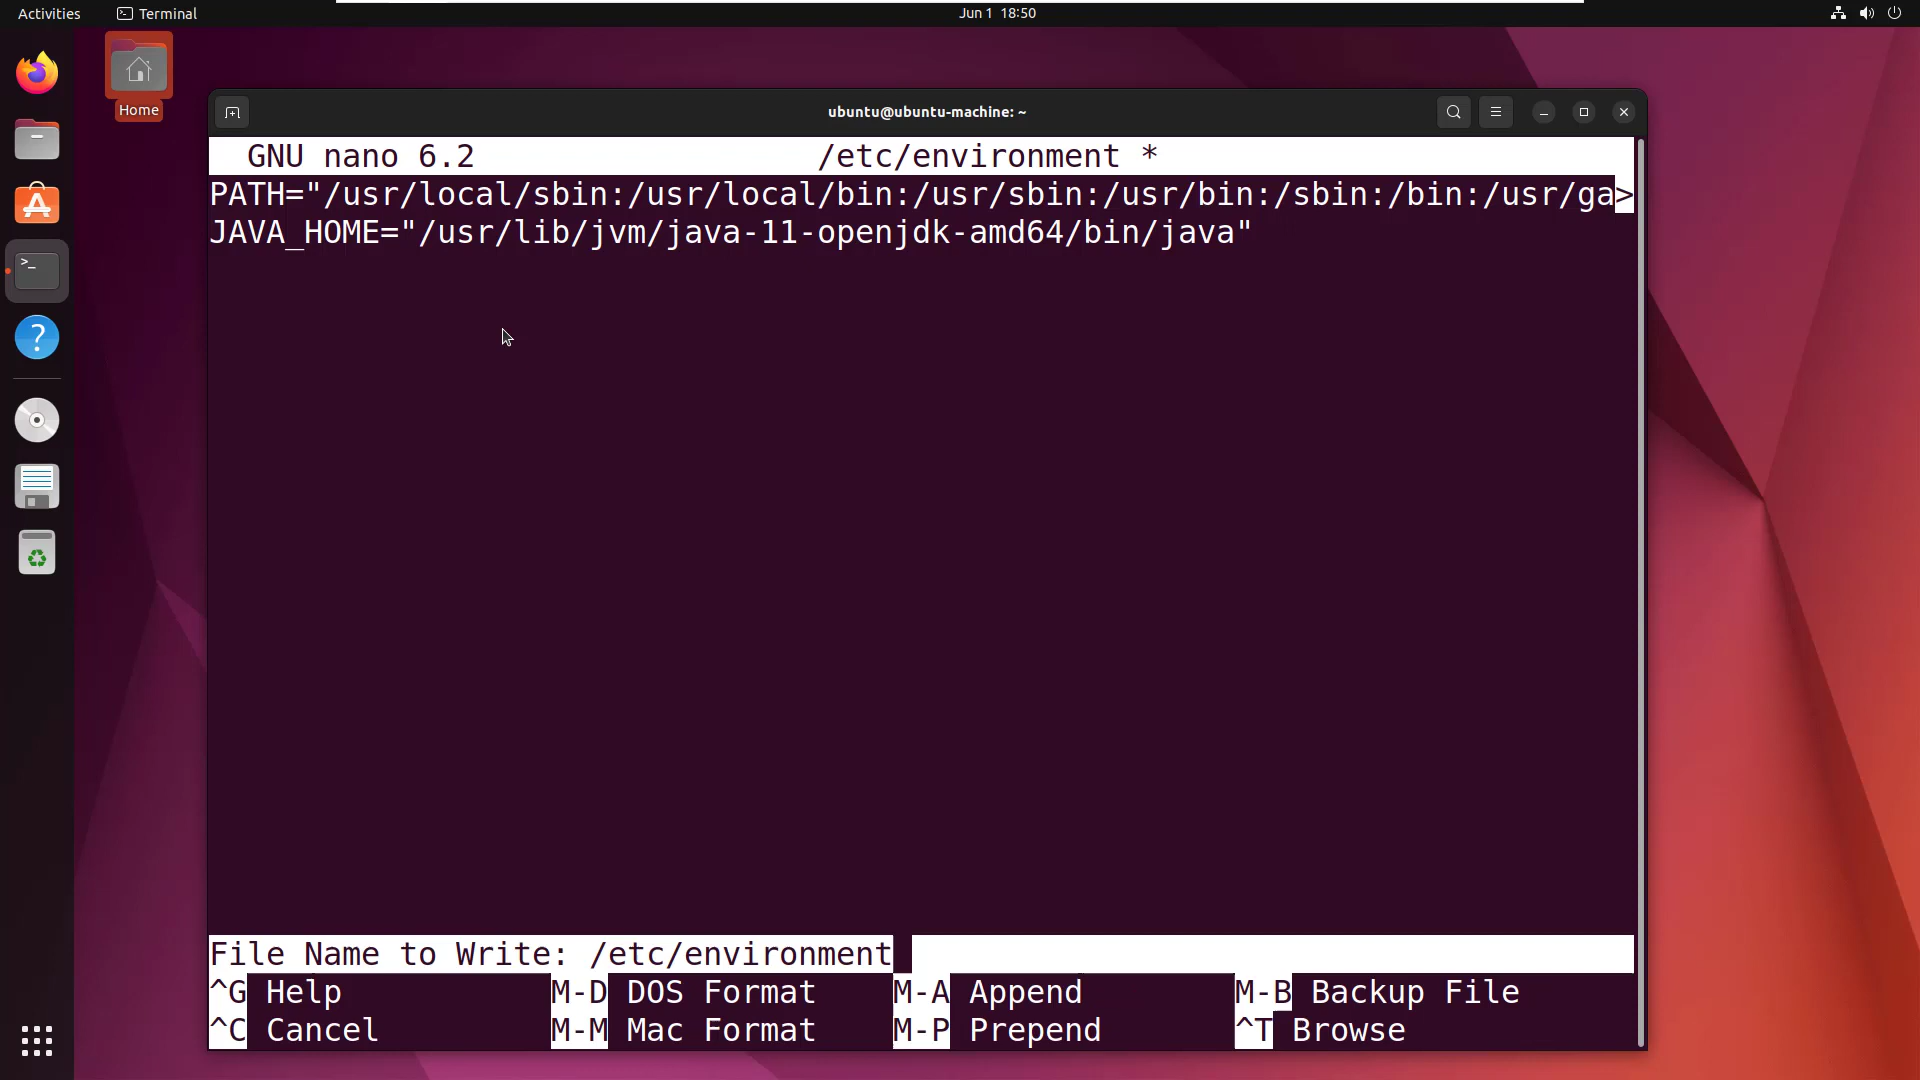 Activities Terminal Jun 1 18:50
Home
ubuntu@ubuntu-machine: ~
GNU nano 6.2 /etc/environment *
PATH="/usr/local/sbin:/usr/local/bin:/usr/sbin:/usr/bin:/sbin:/bin:/usr/ga>
JAVA_HOME="/usr/lib/jvm/java-11-openjdk-amd64/bin/java"
File Name to Write: /etc/environment
^G Help M-D DOS Format M-A Append M-B Backup File
^C Cancel M-M Mac Format M-P Prepend ^T Browse